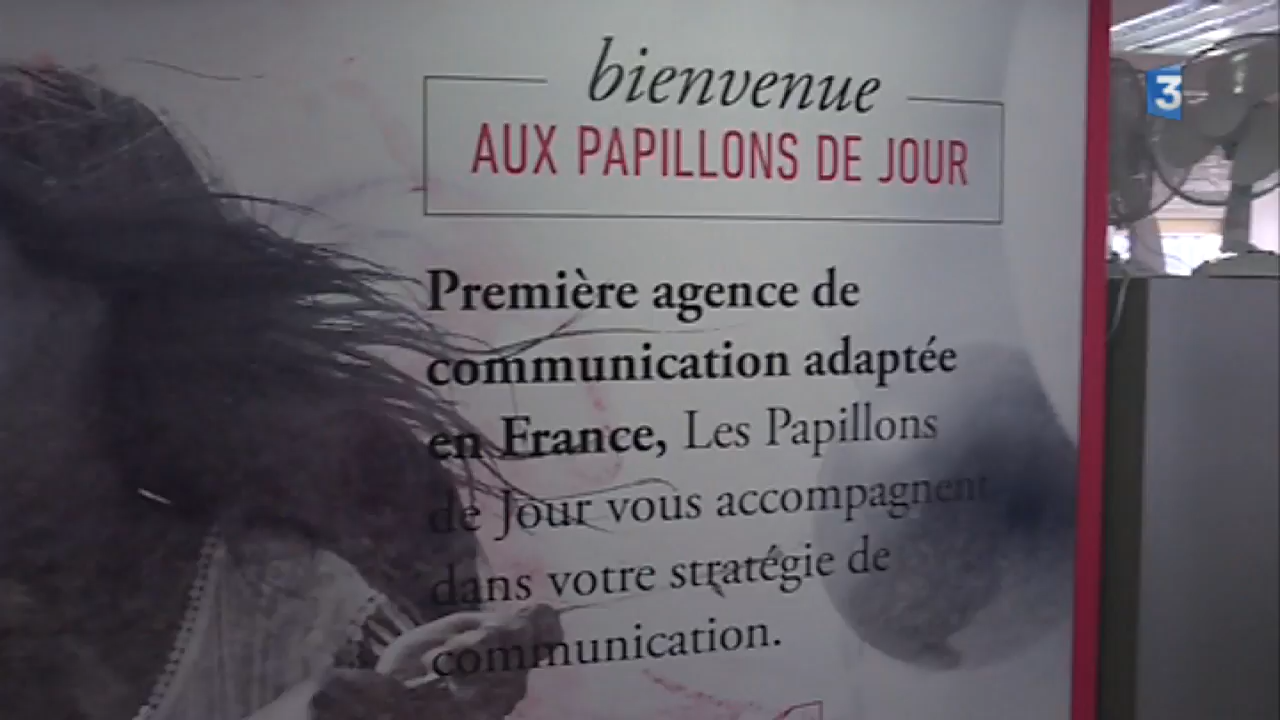 bienvenue
AUX PAPILLONS DE JOUR
Première agence de
communication adaptée
en France, Les Papillons
de Jour vous accompagnent
dans votre stratégie de
communication.
3